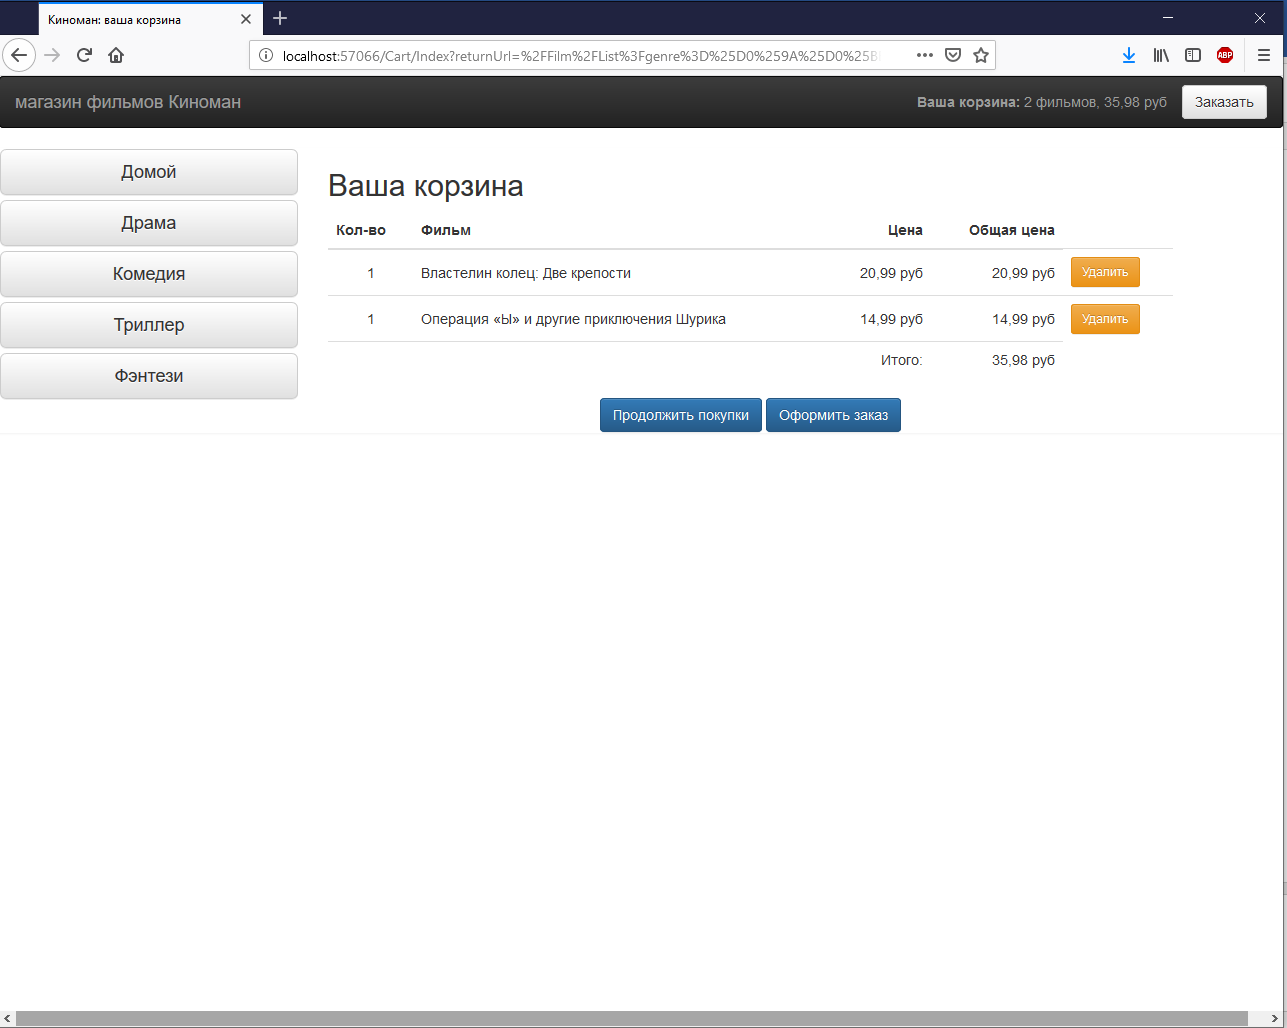 Киноман: ваша корзина
localhost:57066/Cart/Index?returnUrl=%2FFilm%2FList%3Fgenre%3D%25D0%259A%25D0%25B
ABP
магазин фильмов Киноман
Ваша корзина: 2 фильмов, 35,98 руб Заказать
Домой
Драма
Комедия
Триллер
Фэнтези
Ваша корзина
Кол-во Фильм Цена Общая цена
1 Властелин колец: Две крепости 20,99 руб 20,99 руб Удалить
1 Операция «Ы» и другие приключения Шурика 14,99 руб 14,99 руб Удалить
Итого: 35,98 руб
Продолжить покупки Оформить заказ